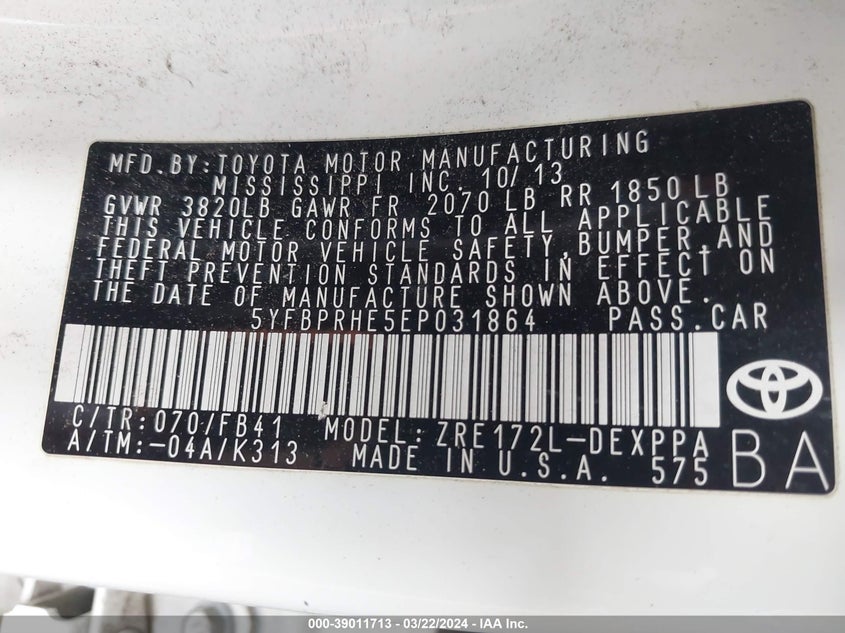 MFD.BY:TOYOTA MOTOR MANUFACTURING
MISSISSIPPI INC. 10/13
GVWR 3820LB GAWR FR 2070 LB RR 1850 LB
THIS VEHICLE CONFORMS TO ALL APPLICABLE
FEDERAL MOTOR VEHICLE SAFETY,BUMPER,AND
THEFT PREVENTION STANDARDS IN EFFECT ON
THE DATE OF MANUFACTURE SHOWN ABOVE.
5YFBPRHE5EP031864 PASS.CAR
C/TR:070/FB41 MODEL:ZRE172L-DEXPPA
A/TM:-04A/K313 MADE IN U.S.A. 575
BA
000-39011713 - 03/22/2024 - IAA Inc.